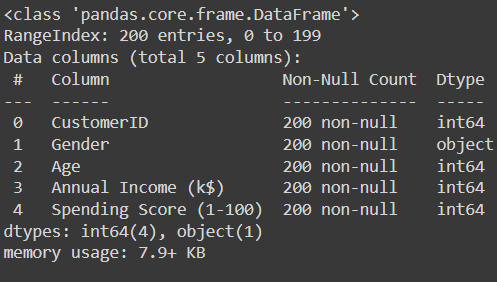 <class 'pandas.core.frame.DataFrame'>
RangeIndex: 200 entries, 0 to 199
Data columns (total 5 columns):
 #   Column                  Non-Null Count  Dtype
---  ------                  --------------  -----
 0   CustomerID              200 non-null    int64
 1   Gender                  200 non-null    object
 2   Age                     200 non-null    int64
 3   Annual Income (k$)      200 non-null    int64
 4   Spending Score (1-100)  200 non-null    int64
dtypes: int64(4), object(1)
memory usage: 7.9+ KB